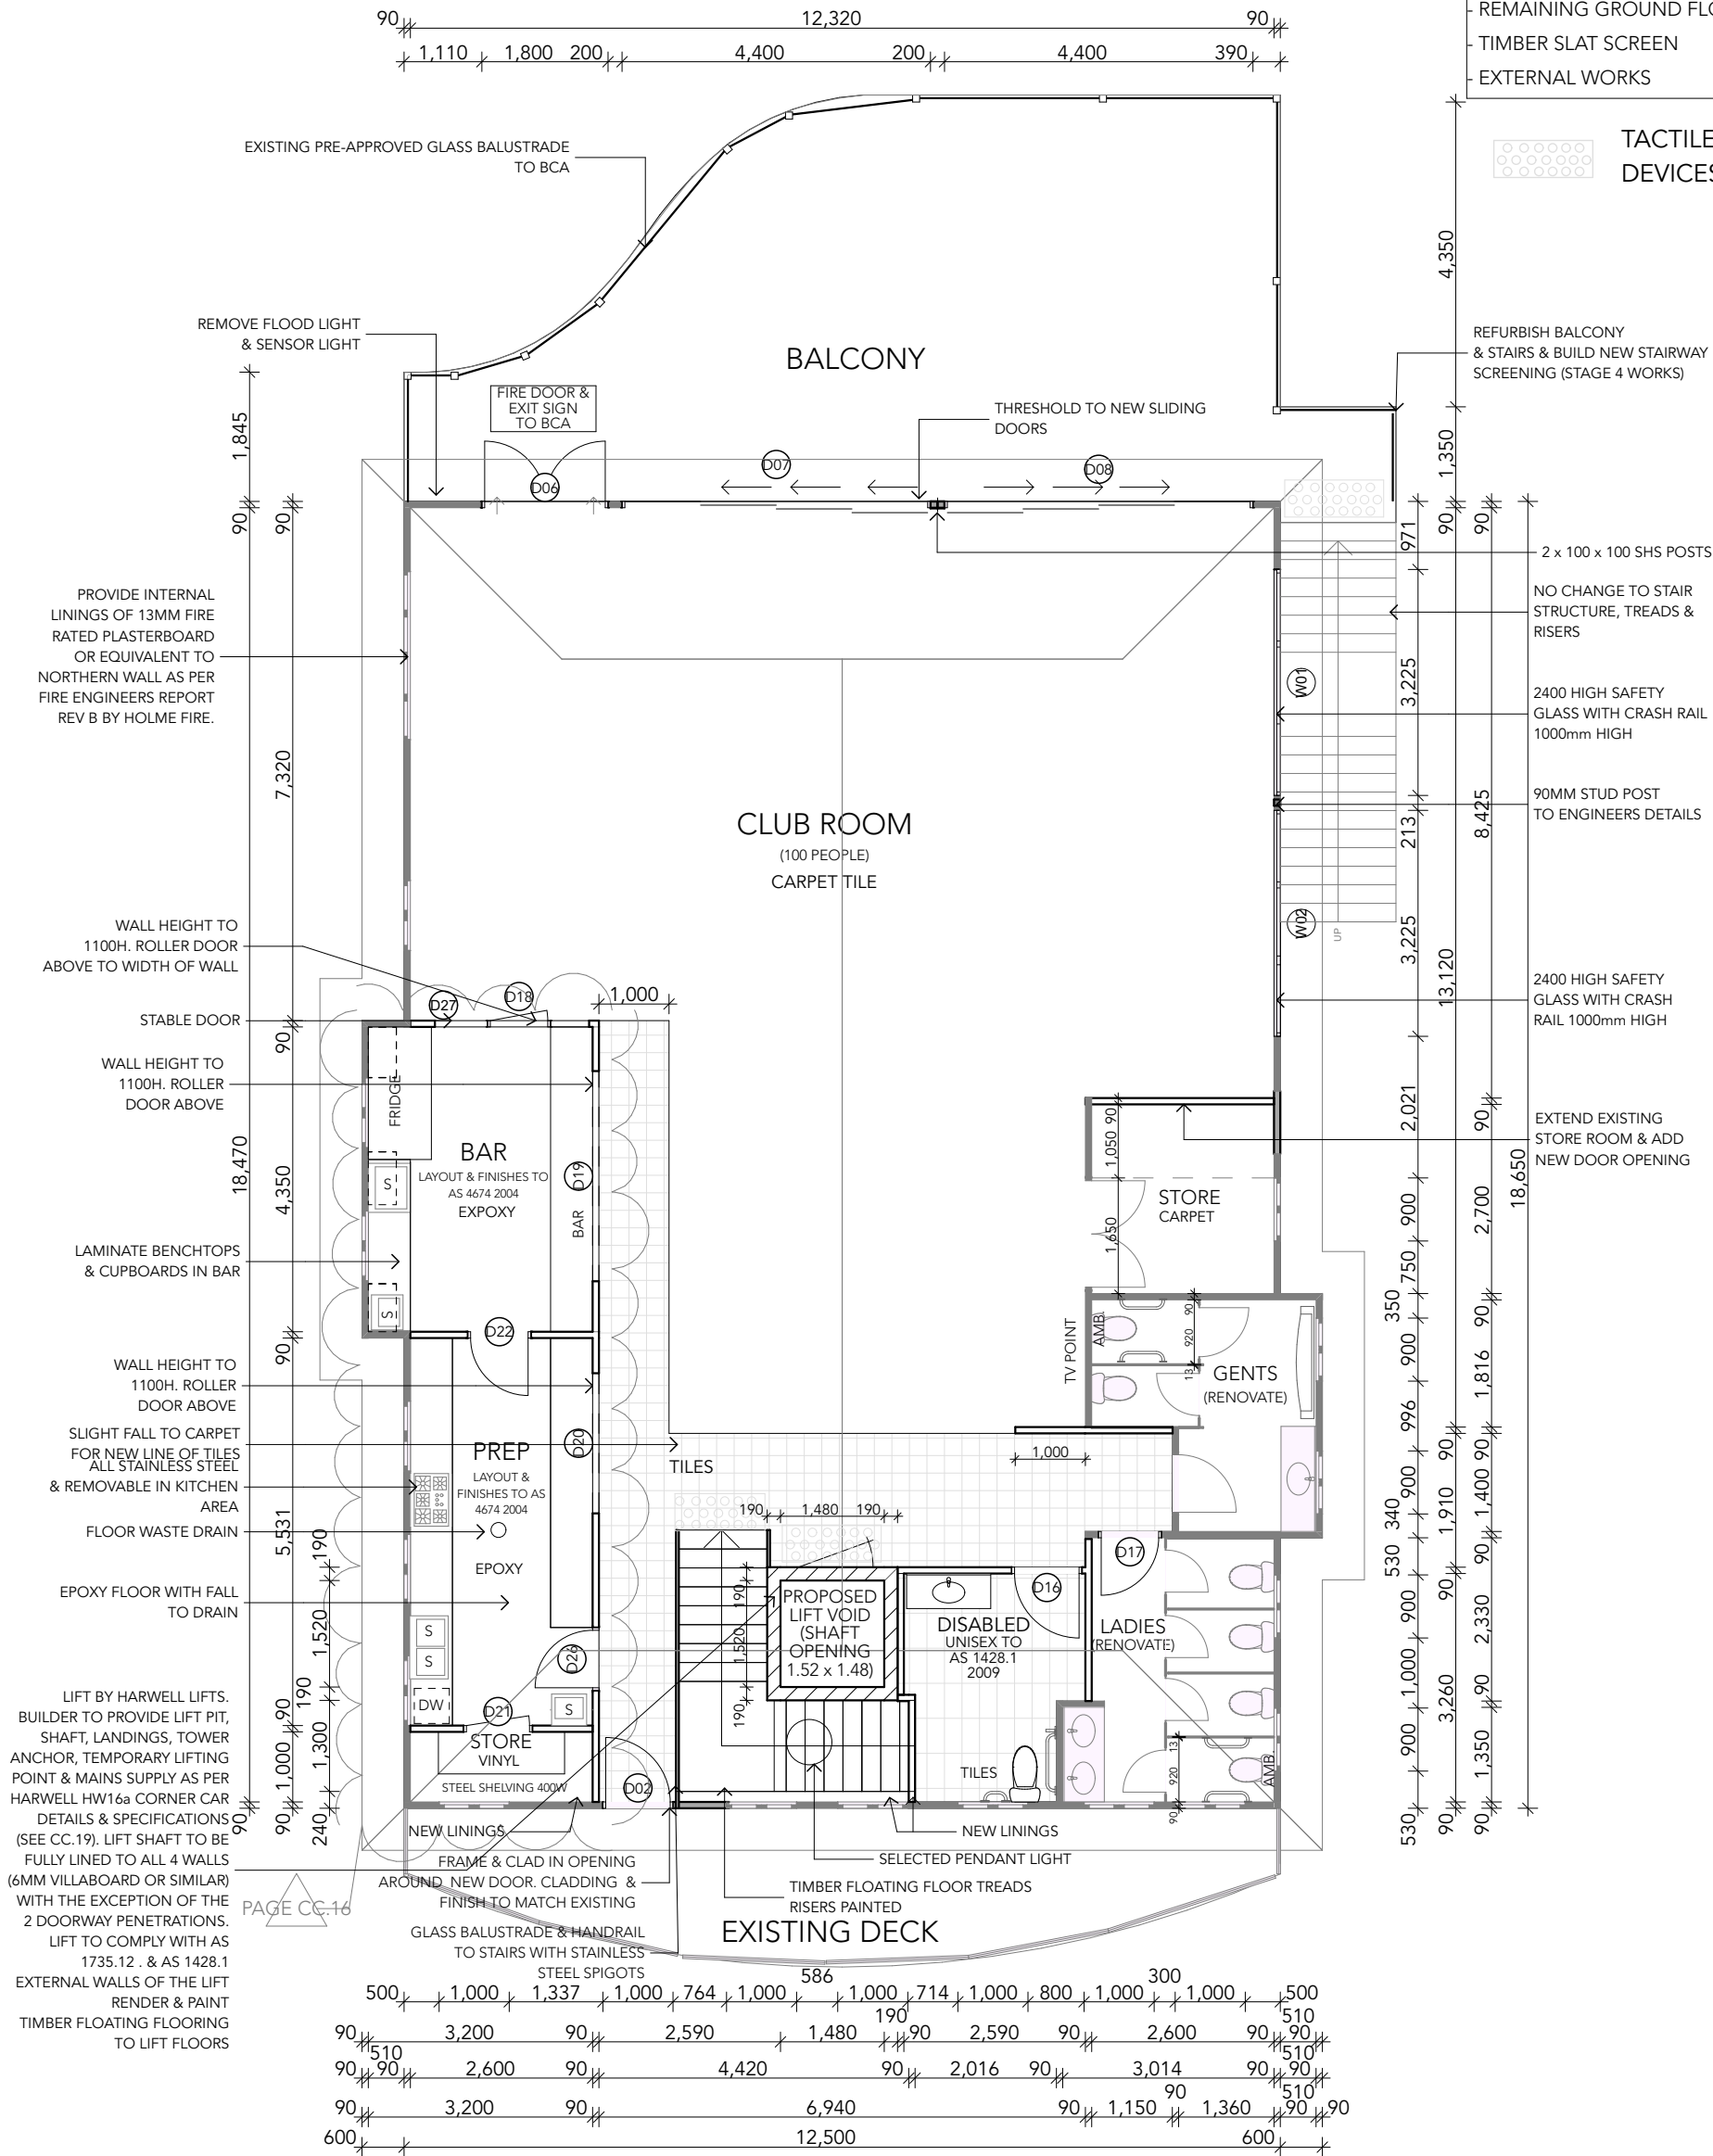 90
12,320
90
1,110
1,800
200
4,400
200
4,400
390
- REMAINING GROUND FL
- TIMBER SLAT SCREEN
- EXTERNAL WORKS
TACTILE
DEVICES
EXISTING PRE-APPROVED GLASS BALUSTRADE
TO BCA
REMOVE FLOOD LIGHT
& SENSOR LIGHT
BALCONY
FIRE DOOR &
EXIT SIGN
TO BCA
THRESHOLD TO NEW SLIDING
DOORS
REFURBISH BALCONY
& STAIRS & BUILD NEW STAIRWAY
SCREENING (STAGE 4 WORKS)
4,350
1,350
1,845
D06
D07
D08
90
90
971
90
90
2 x 100 x 100 SHS POSTS
NO CHANGE TO STAIR
STRUCTURE, TREADS &
RISERS
PROVIDE INTERNAL
LININGS OF 13MM FIRE
RATED PLASTERBOARD
OR EQUIVALENT TO
NORTHERN WALL AS PER
FIRE ENGINEERS REPORT
REV B BY HOLME FIRE.
W01
3,225
2400 HIGH SAFETY
GLASS WITH CRASH RAIL
1000mm HIGH
7,320
90MM STUD POST
TO ENGINEERS DETAILS
213
8,425
CLUB ROOM
(100 PEOPLE)
CARPET TILE
W02
UP
3,225
13,120
WALL HEIGHT TO
1100H. ROLLER DOOR
ABOVE TO WIDTH OF WALL
2400 HIGH SAFETY
GLASS WITH CRASH
RAIL 1000mm HIGH
STABLE DOOR
D27
D18
1,000
90
WALL HEIGHT TO
1100H. ROLLER
DOOR ABOVE
FRIDGE
2,021
90
EXTEND EXISTING
STORE ROOM & ADD
NEW DOOR OPENING
18,470
4,350
BAR
LAYOUT & FINISHES TO
AS 4674 2004
EXPOXY
D19
BAR
S
S
90
1,050
1,650
STORE
CARPET
900
750
2,700
18,650
LAMINATE BENCHTOPS
& CUPBOARDS IN BAR
90
D22
350
90
WALL HEIGHT TO
1100H. ROLLER
DOOR ABOVE
TV POINT
AMB
90
920
13
GENTS
(RENOVATE)
900
1,816
996
SLIGHT FALL TO CARPET
FOR NEW LINE OF TILES
ALL STAINLESS STEEL
& REMOVABLE IN KITCHEN
AREA
D20
PREP
LAYOUT &
FINISHES TO AS
4674 2004
TILES
1,000
90
90
900
1,910
1,400
FLOOR WASTE DRAIN
5,531
190
EPOXY
190
1,480
190
340
530
90
90
EPOXY FLOOR WITH FALL
TO DRAIN
D17
D16
PROPOSED
LIFT VOID
(SHAFT
OPENING
1.52 x 1.48)
190
1,520
190
DISABLED
UNISEX TO
AS 1428.1
2009
LADIES
(RENOVATE)
900
2,330
1,520
S
S
DW
D26
D21
S
1,000
3,260
90
LIFT BY HARWELL LIFTS.
BUILDER TO PROVIDE LIFT PIT,
SHAFT, LANDINGS, TOWER
ANCHOR, TEMPORARY LIFTING
POINT & MAINS SUPPLY AS PER
HARWELL HW16a CORNER CAR
DETAILS & SPECIFICATIONS
(SEE CC.19). LIFT SHAFT TO BE
FULLY LINED TO ALL 4 WALLS
(6MM VILLABOARD OR SIMILAR)
WITH THE EXCEPTION OF THE
2 DOORWAY PENETRATIONS.
LIFT TO COMPLY WITH AS
1735.12 . & AS 1428.1
EXTERNAL WALLS OF THE LIFT
RENDER & PAINT
TIMBER FLOATING FLOORING
TO LIFT FLOORS
190
90
1,000
1,300
240
90
90
STORE
VINYL
STEEL SHELVING 400W
D02
TILES
13
920
90
AMB
900
1,350
530
90
90
NEW LININGS
NEW LININGS
SELECTED PENDANT LIGHT
FRAME & CLAD IN OPENING
AROUND NEW DOOR. CLADDING &
FINISH TO MATCH EXISTING
TIMBER FLOATING FLOOR TREADS
RISERS PAINTED
PAGE CC.16
EXISTING DECK
GLASS BALUSTRADE & HANDRAIL
TO STAIRS WITH STAINLESS
STEEL SPIGOTS
586
300
500
1,000
1,337
1,000
764
1,000
1,000
714
1,000
800
1,000
1,000
500
190
510
90
3,200
90
2,590
1,480
90
2,590
90
2,600
90
90
510
510
90
90
2,600
90
4,420
90
2,016
90
3,014
90
90
90
510
90
3,200
90
6,940
90
1,150
1,360
90
90
600
12,500
600